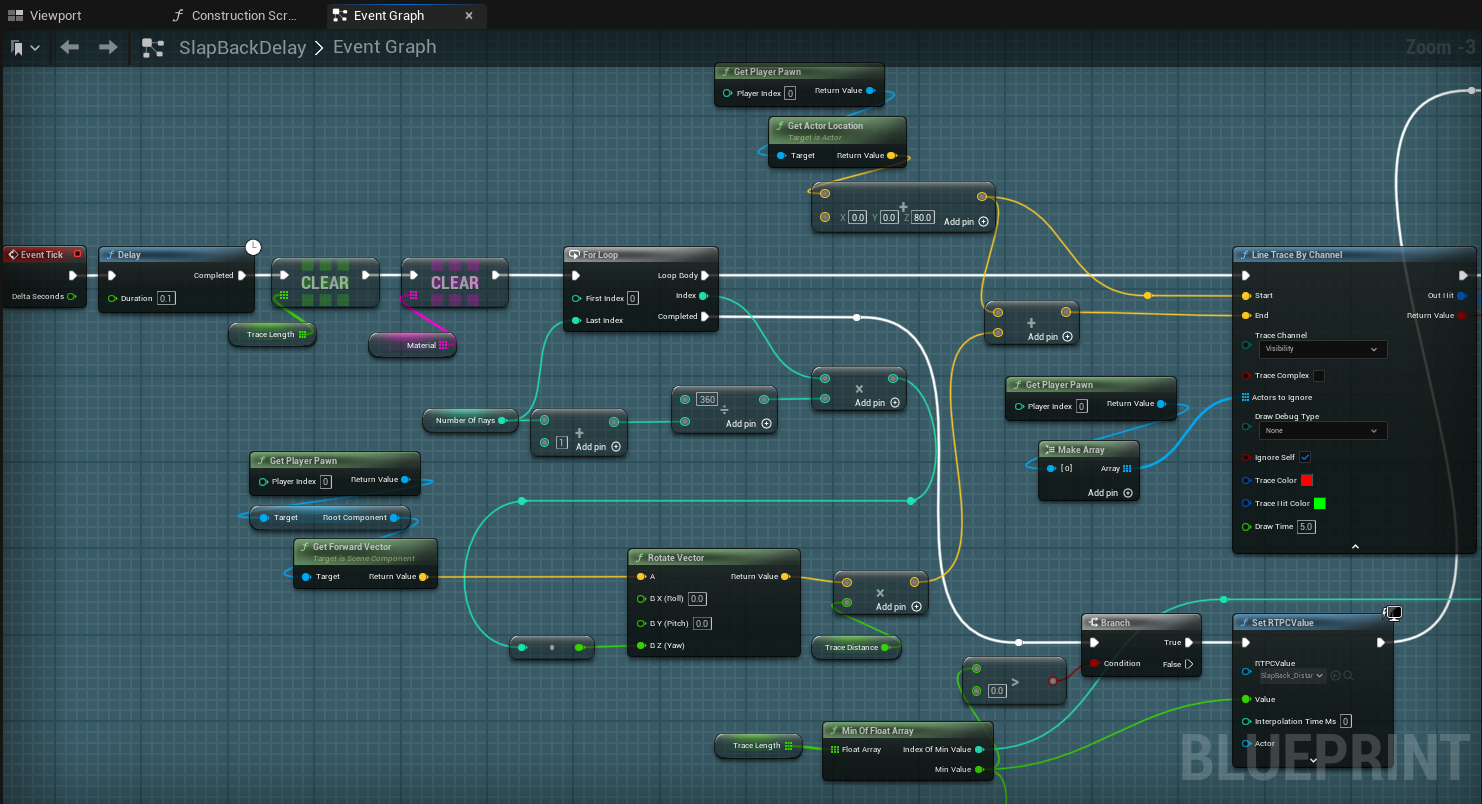 Viewport
Construction Scr...
Event Graph
SlapBackDelay > Event Graph
Zoom -3
Get Player Pawn
Player Index 0
Return Value
Get Actor Location
Target is Actor
Target
Return Value
X 0.0 Y 0.0 Z 80.0
Add pin
Event Tick
Delta Seconds
Delay
Completed
Duration 0.1
CLEAR
Trace Length
CLEAR
Material
For Loop
Loop Body
First Index 0
Index
Last Index
Completed
Add pin
Line Trace By Channel
Start
Out Hit
End
Return Value
Trace Channel
Visibility
Trace Complex
Actors to Ignore
Draw Debug Type
None
Ignore Self
Trace Color
Trace Hit Color
Draw Time 5.0
Get Player Pawn
Player Index 0
Return Value
Make Array
[0]
Array
Add pin
Number Of Rays
1
Add pin
360
Add pin
Add pin
Get Player Pawn
Player Index 0
Return Value
Target
Root Component
Get Forward Vector
Target is Scene Component
Target
Return Value
Rotate Vector
A
Return Value
B X (Roll) 0.0
B Y (Pitch) 0.0
B Z (Yaw)
Add pin
Trace Distance
0.0
>
Branch
True
Condition
False
Set RTPCValue
RTPCValue
SlapBack_Distar
Value
Interpolation Time Ms 0
Actor
Trace Length
Min Of Float Array
Float Array
Index Of Min Value
Min Value
BLUEPRINT